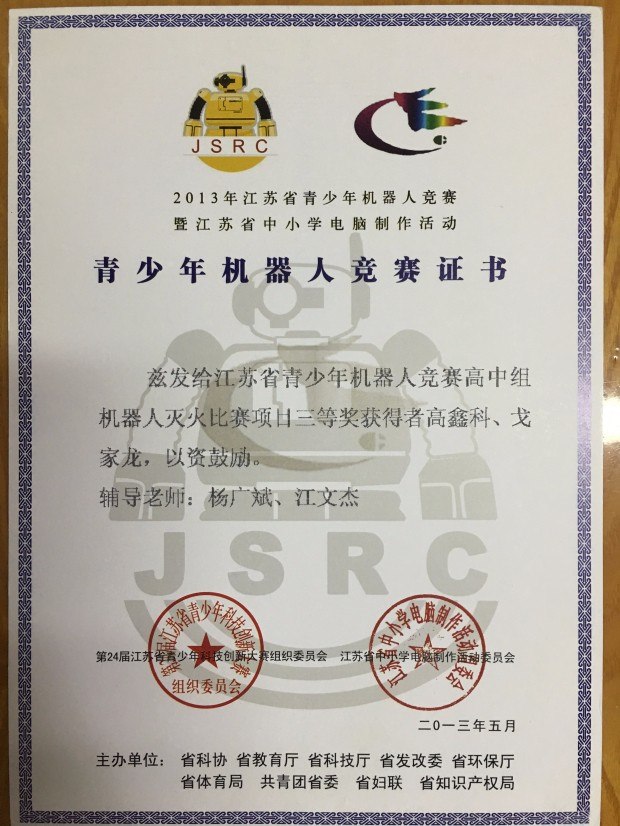 JSRC
2013年江苏省青少年机器人竞赛
暨江苏省中小学电脑制作活动
青少年机器人竞赛证书
兹发给江苏省青少年机器人竞赛高中组
机器人灭火比赛项目三等奖获得者高鑫科、戈
家龙，以资鼓励。
辅导老师：杨广斌、江文杰
JSRC
第24届江苏省青少年科技创新大赛组织委员会 江苏省中小学电脑制作活动委员会
组织委员会
二〇一三年五月
主办单位： 省科协 省教育厅 省科技厅 省发改委 省环保厅
省体育局 共青团省委 省妇联 省知识产权局